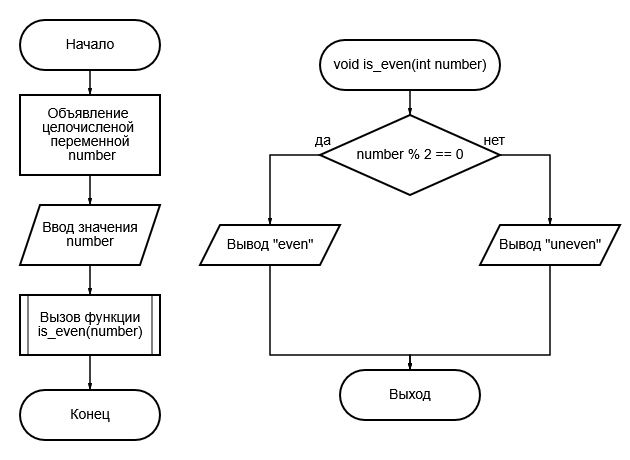 Начало
Объявление
целочисленой
переменной
number
Ввод значения
number
Вызов функции
is_even(number)
Конец
void is_even(int number)
да
нет
number % 2 == 0
Вывод "even"
Вывод "uneven"
Выход